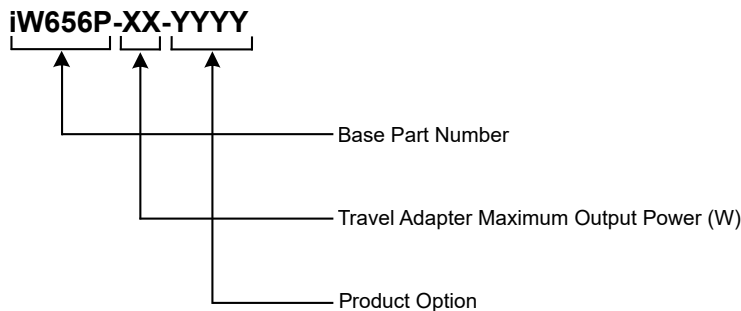 iW656P-XX-YYYY
Base Part Number
Travel Adapter Maximum Output Power (W)
Product Option